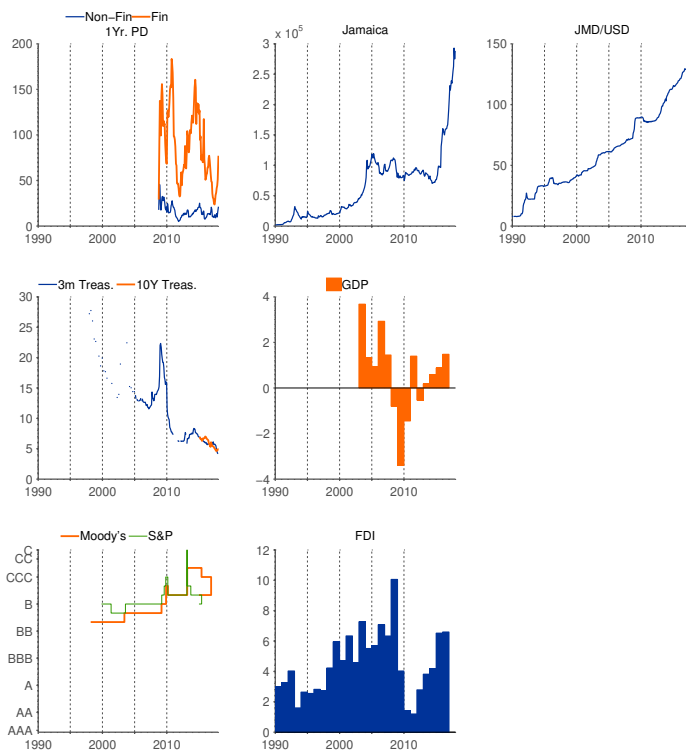 Non−Fin Fin
1Yr. PD
200
150
100
50
0
1990 2000 2010
Jamaica
3 x 10^5
2.5
2
1.5
1
0.5
0
1990 2000 2010
JMD/USD
150
100
50
0
1990 2000 2010
3m Treas. 10Y Treas.
30
25
20
15
10
5
0
1990 2000 2010
GDP
4
2
0
−2
−4
1990 2000 2010
Moody's S&P
C
CC
CCC
B
BB
BBB
A
AA
AAA
1990 2000 2010
FDI
12
10
8
6
4
2
0
1990 2000 2010